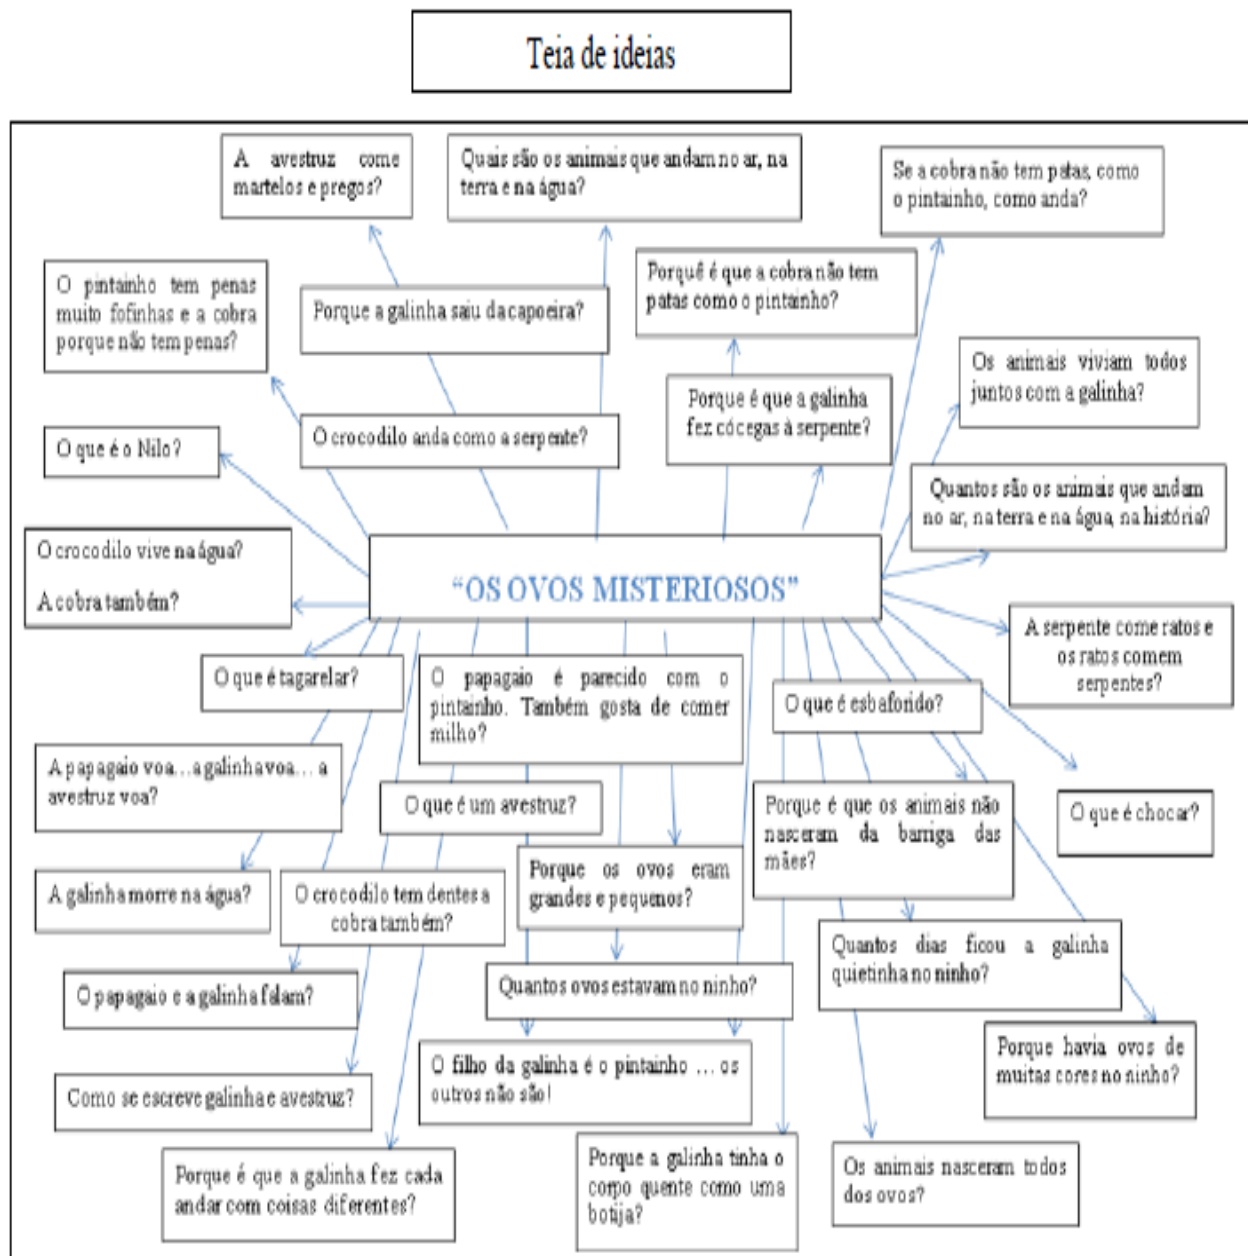 Teia de ideias
A avestruz come
martelos e pregos?
Quais são os animais que andam no ar, na
terra e na água?
Se a cobra não tem patas, como
o pintainho, como anda?
O pintainho tem penas
muito fofinhas e a cobra
porque não tem penas?
Porque a galinha saiu da capoeira?
Porquê é que a cobra não tem
patas como o pintainho?
Os animais viviam todos
juntos com a galinha?
O que é o Nilo?
O crocodilo anda como a serpente?
Porque é que a galinha
fez cócegas à serpente?
Quantos são os animais que andam
no ar, na terra e na água, na história?
O crocodilo vive na água?
A cobra também?
“OS OVOS MISTERIOSOS”
A serpente come ratos e
os ratos comem
serpentes?
O que é tagarelar?
O papagaio é parecido com o
pintainho. Também gosta de comer
milho?
O que é esbaforido?
A papagaio voa…a galinha voa… a
avestruz voa?
O que é um avestruz?
Porque é que os animais não
nasceram da barriga das
mães?
O que é chocar?
A galinha morre na água?
O crocodilo tem dentes a
cobra também?
Porque os ovos eram
grandes e pequenos?
Quantos dias ficou a galinha
quietinha no ninho?
O papagaio e a galinha falam?
Quantos ovos estavam no ninho?
Porque havia ovos de
muitas cores no ninho?
Como se escreve galinha e avestruz?
O filho da galinha é o pintainho … os
outros não são!
Porque é que a galinha fez cada
andar com coisas diferentes?
Porque a galinha tinha o
corpo quente como uma
botija?
Os animais nasceram todos
dos ovos?